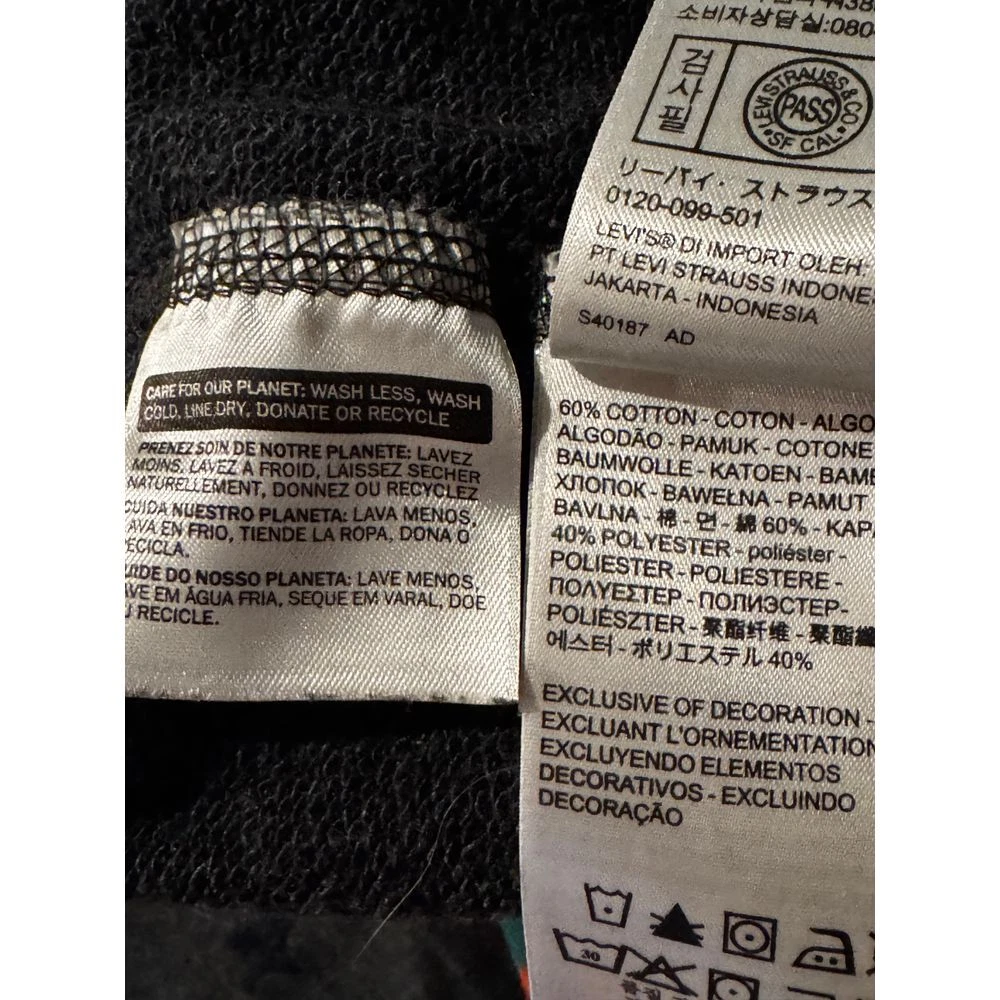 CARE FOR OUR PLANET: WASH LESS, WASH
COLD, LINE DRY, DONATE OR RECYCLE
PRENEZ SOIN DE NOTRE PLANETE: LAVEZ
MOINS, LAVEZ A FROID, LAISSEZ SECHER
NATURELLEMENT, DONNEZ OU RECYCLEZ
CUIDA NUESTRO PLANETA: LAVA MENOS,
LAVA EN FRIO, TIENDE LA ROPA, DONA O
RECICLA.
CUIDE DO NOSSO PLANETA: LAVE MENOS,
LAVE EM ÁGUA FRIA, SEQUE EM VARAL, DOE
OU RECICLE.
소비자상담실:080-
검사필
LEVI STRAUSS & CO
PASS
SF CAL
リーバイ・ストラウス
0120-099-501
LEVI'S® DI IMPORT OLEH:
PT LEVI STRAUSS INDONE
JAKARTA - INDONESIA
S40187 AD
60% COTTON - COTON - ALGO
ALGODÃO - PAMUK - COTONE
BAUMWOLLE - KATOEN - BAM
ХЛОПОК - BAWEŁNA - PAMUT
BAVLNA - 棉 - 면 - 綿 60% - KAP
40% POLYESTER - poliéster -
POLIESTER - POLIESTERE -
ΠΟΛΥΕΣΤΕΡ - ПОЛИЭСТЕР-
POLIÉSZTER - 聚酯纤维 - 聚酯纖
에스터 - ポリエステル 40%
EXCLUSIVE OF DECORATION -
EXCLUANT L'ORNEMENTATION
EXCLUYENDO ELEMENTOS
DECORATIVOS - EXCLUINDO
DECORAÇÃO
30